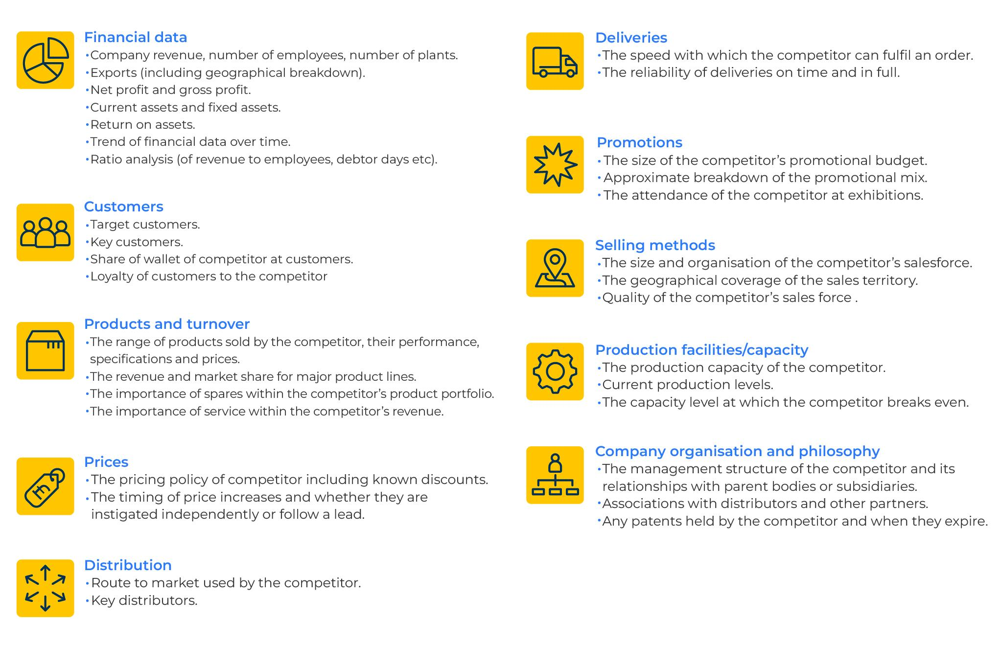 Financial data
•Company revenue, number of employees, number of plants.
•Exports (including geographical breakdown).
•Net profit and gross profit.
•Current assets and fixed assets.
•Return on assets.
•Trend of financial data over time.
•Ratio analysis (of revenue to employees, debtor days etc).
Customers
•Target customers.
•Key customers.
•Share of wallet of competitor at customers.
•Loyalty of customers to the competitor
Products and turnover
•The range of products sold by the competitor, their performance,
specifications and prices.
•The revenue and market share for major product lines.
•The importance of spares within the competitor’s product portfolio.
•The importance of service within the competitor’s revenue.
Prices
•The pricing policy of competitor including known discounts.
•The timing of price increases and whether they are
instigated independently or follow a lead.
Distribution
•Route to market used by the competitor.
•Key distributors.
Deliveries
•The speed with which the competitor can fulfil an order.
•The reliability of deliveries on time and in full.
Promotions
•The size of the competitor’s promotional budget.
•Approximate breakdown of the promotional mix.
•The attendance of the competitor at exhibitions.
Selling methods
•The size and organisation of the competitor’s salesforce.
•The geographical coverage of the sales territory.
•Quality of the competitor’s sales force .
Production facilities/capacity
•The production capacity of the competitor.
•Current production levels.
•The capacity level at which the competitor breaks even.
Company organisation and philosophy
•The management structure of the competitor and its
relationships with parent bodies or subsidiaries.
•Associations with distributors and other partners.
•Any patents held by the competitor and when they expire.